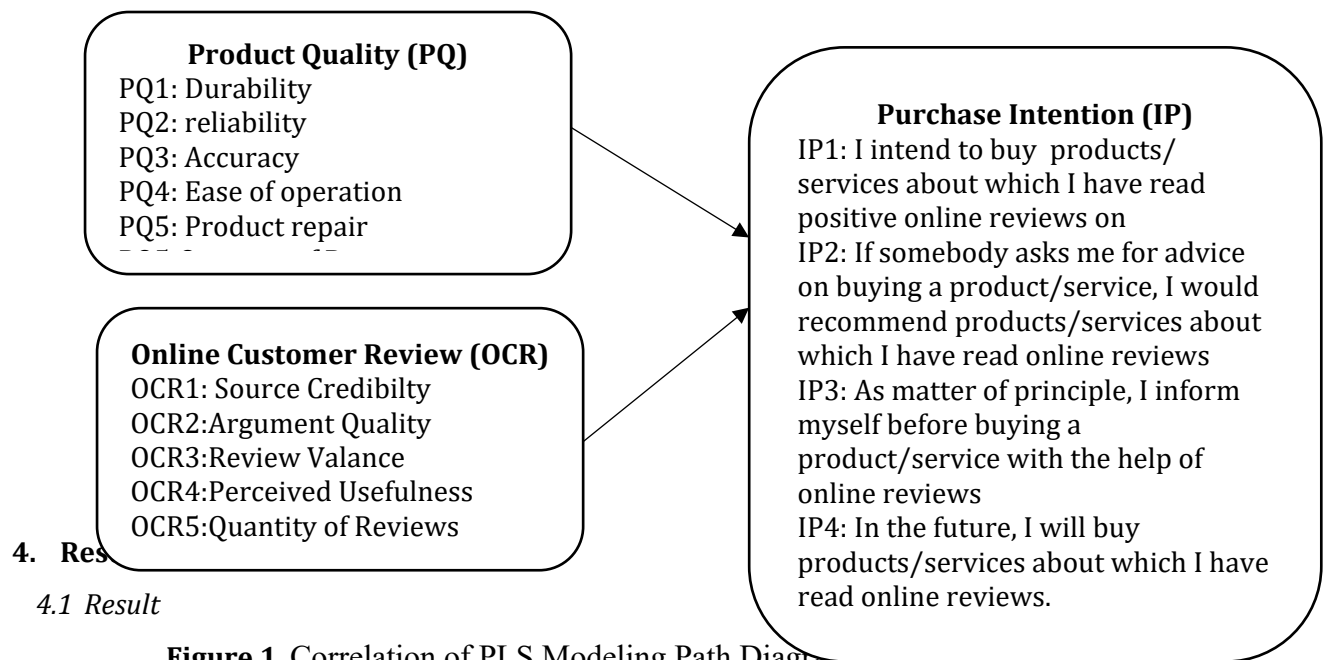 Product Quality (PQ)
PQ1: Durability
PQ2: reliability
PQ3: Accuracy
PQ4: Ease of operation
PQ5: Product repair
Online Customer Review (OCR)
OCR1: Source Credibilty
OCR2:Argument Quality
OCR3:Review Valance
OCR4:Perceived Usefulness
OCR5:Quantity of Reviews
Purchase Intention (IP)
IP1: I intend to buy products/
services about which I have read
positive online reviews on
IP2: If somebody asks me for advice
on buying a product/service, I would
recommend products/services about
which I have read online reviews
IP3: As matter of principle, I inform
myself before buying a
product/service with the help of
online reviews
IP4: In the future, I will buy
products/services about which I have
read online reviews.
4. Res
4.1 Result
Figure 1. Correlation of PLS Modeling Path